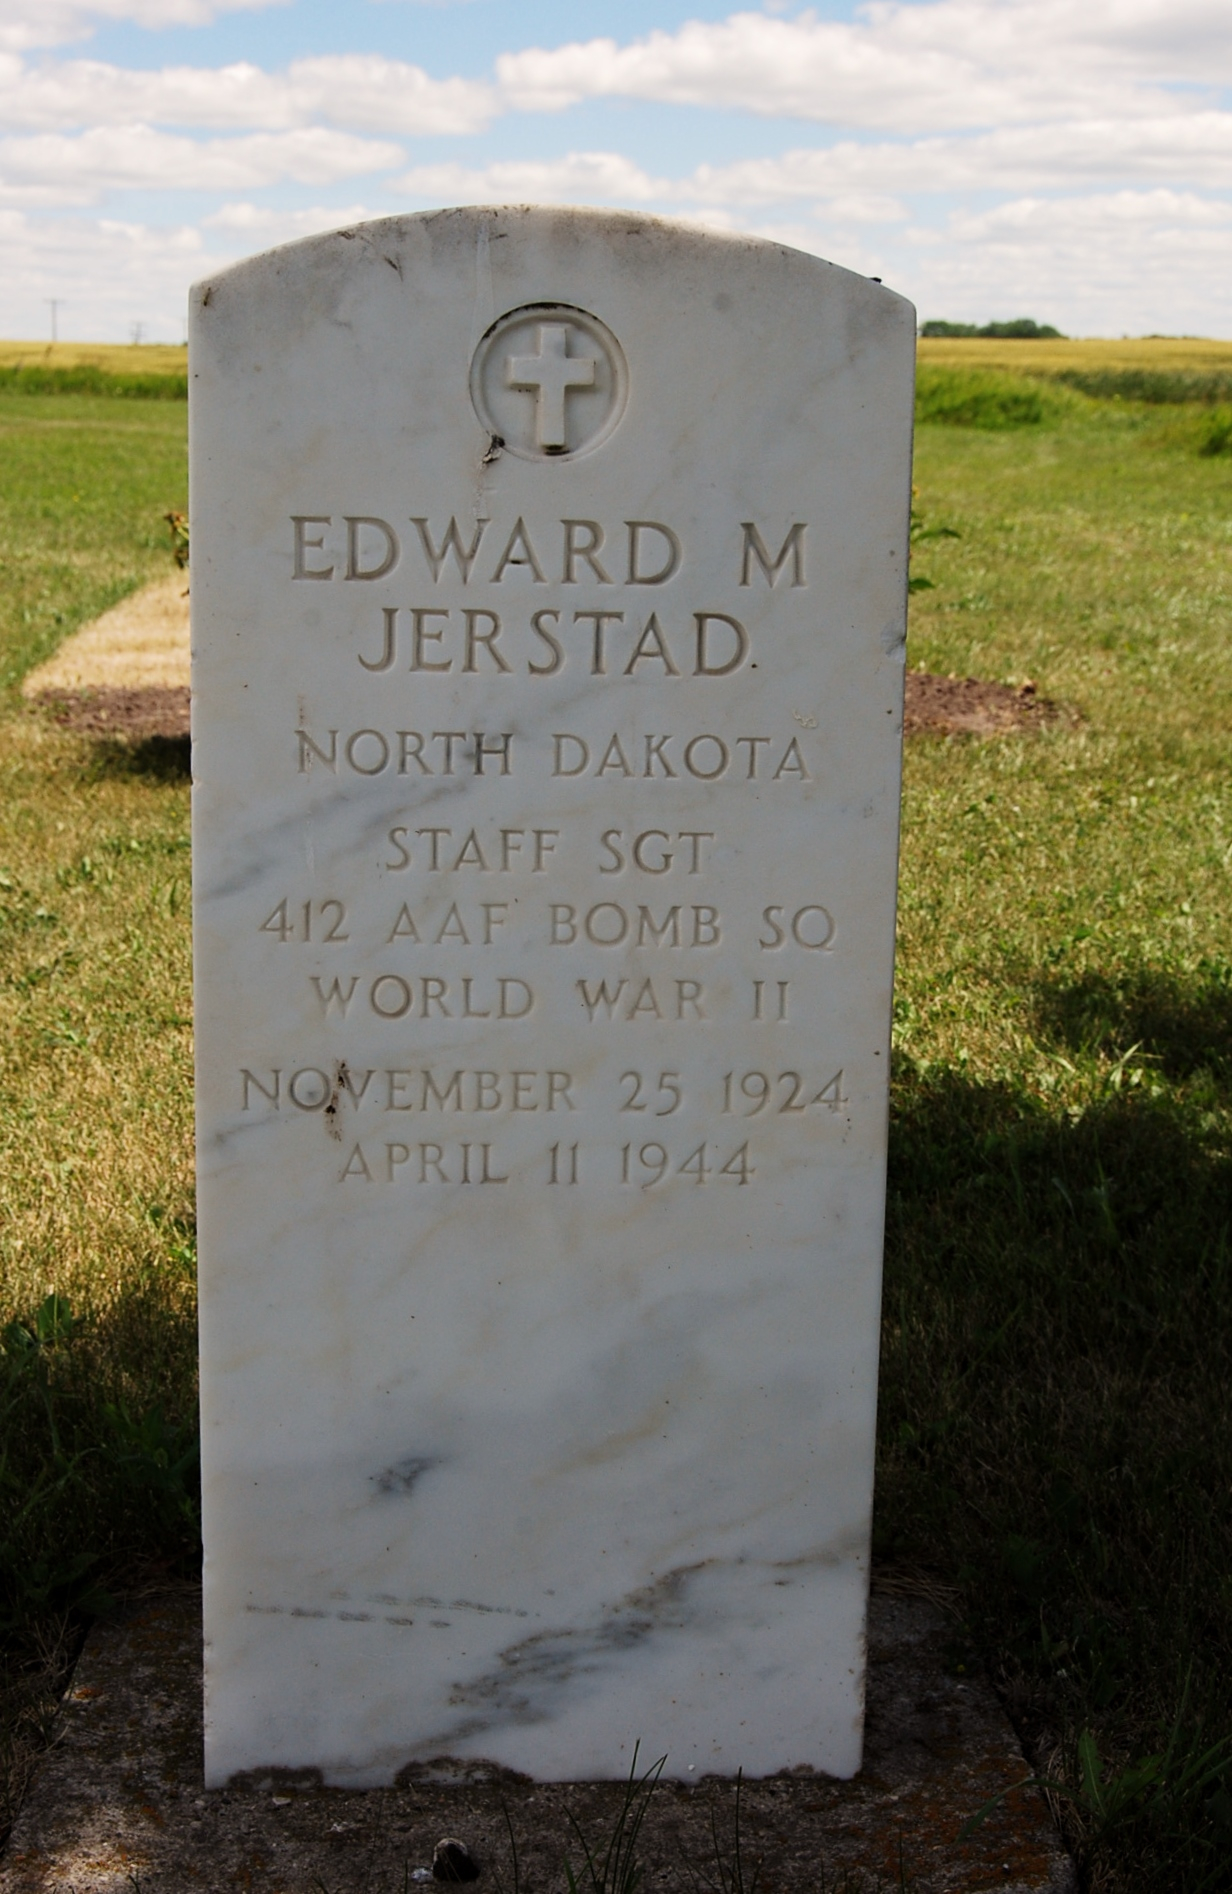 EDWARD M
JERSTAD
NORTH DAKOTA
STAFF SGT
412 AAF BOMB SQ
WORLD WAR II
NOVEMBER 25 1924
APRIL 11 1944